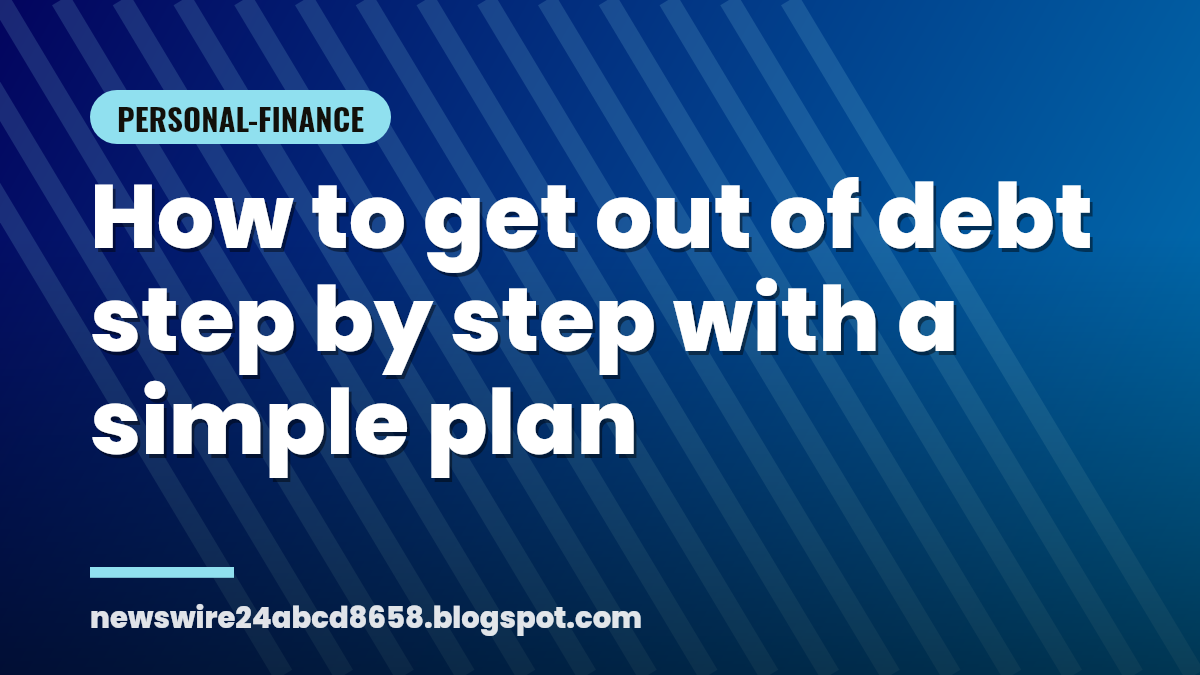 PERSONAL-FINANCE
How to get out of debt
step by step with a
simple plan
newswire24abcd8658.blogspot.com